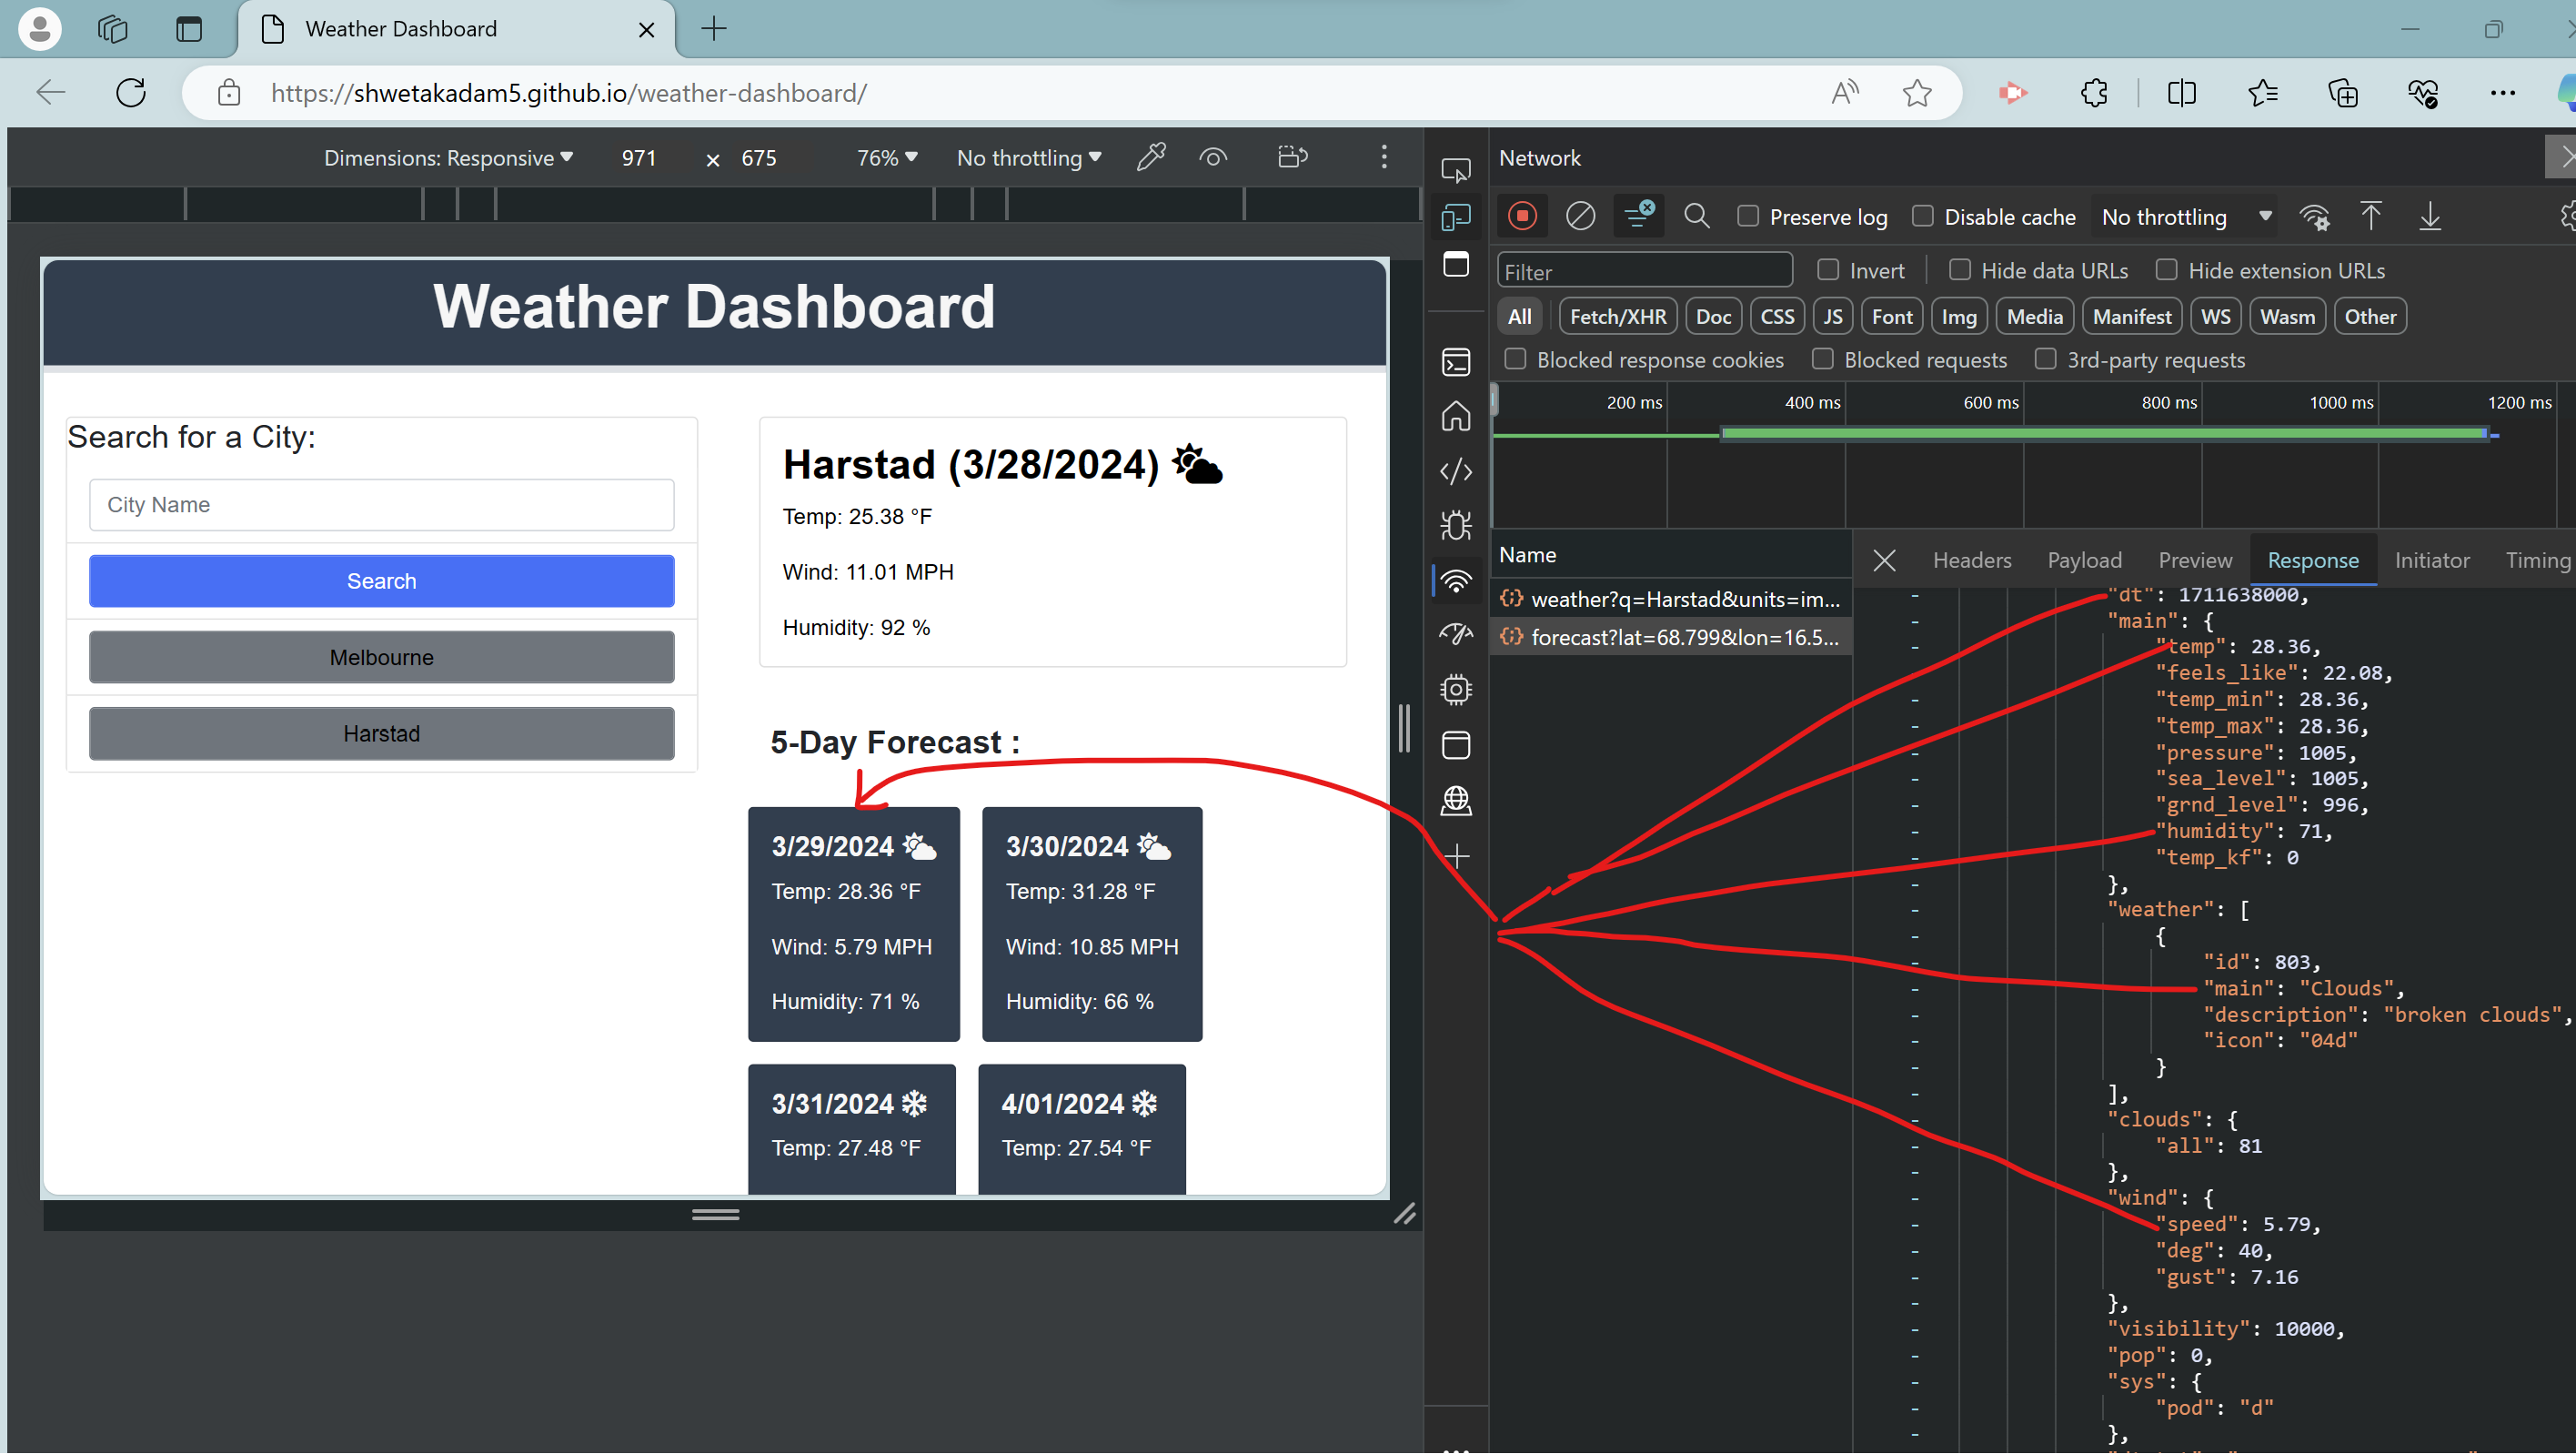 Weather Dashboard
https://shwetakadam5.github.io/weather-dashboard/
Dimensions: Responsive 971 × 675 76% No throttling
Weather Dashboard
Search for a City:
City Name
Search
Melbourne
Harstad
Harstad (3/28/2024)
Temp: 25.38 °F
Wind: 11.01 MPH
Humidity: 92 %
5-Day Forecast :
3/29/2024
Temp: 28.36 °F
Wind: 5.79 MPH
Humidity: 71 %
3/30/2024
Temp: 31.28 °F
Wind: 10.85 MPH
Humidity: 66 %
3/31/2024
Temp: 27.48 °F
4/01/2024
Temp: 27.54 °F
Network
Preserve log Disable cache No throttling
Filter Invert Hide data URLs Hide extension URLs
All Fetch/XHR Doc CSS JS Font Img Media Manifest WS Wasm Other
Blocked response cookies Blocked requests 3rd-party requests
200 ms 400 ms 600 ms 800 ms 1000 ms 1200 ms
Name
weather?q=Harstad&units=im...
forecast?lat=68.799&lon=16.5...
Headers Payload Preview Response Initiator Timing
"dt": 1711638000,
"main": {
"temp": 28.36,
"feels_like": 22.08,
"temp_min": 28.36,
"temp_max": 28.36,
"pressure": 1005,
"sea_level": 1005,
"grnd_level": 996,
"humidity": 71,
"temp_kf": 0
},
"weather": [
{
"id": 803,
"main": "Clouds",
"description": "broken clouds",
"icon": "04d"
}
],
"clouds": {
"all": 81
},
"wind": {
"speed": 5.79,
"deg": 40,
"gust": 7.16
},
"visibility": 10000,
"pop": 0,
"sys": {
"pod": "d"
},